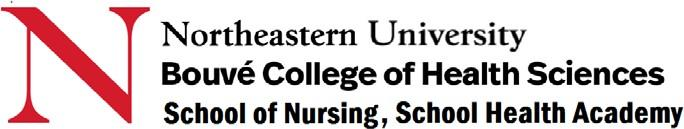 N
Northeastern University
Bouvé College of Health Sciences
School of Nursing, School Health Academy